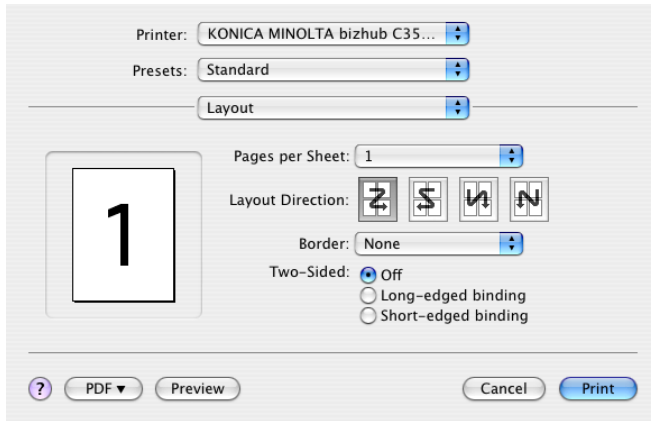 Printer: KONICA MINOLTA bizhub C35...
Presets: Standard
Layout
Pages per Sheet: 1
Layout Direction:
Border: None
Two-Sided: Off
Long-edged binding
Short-edged binding
1
? PDF ▼ Preview Cancel Print